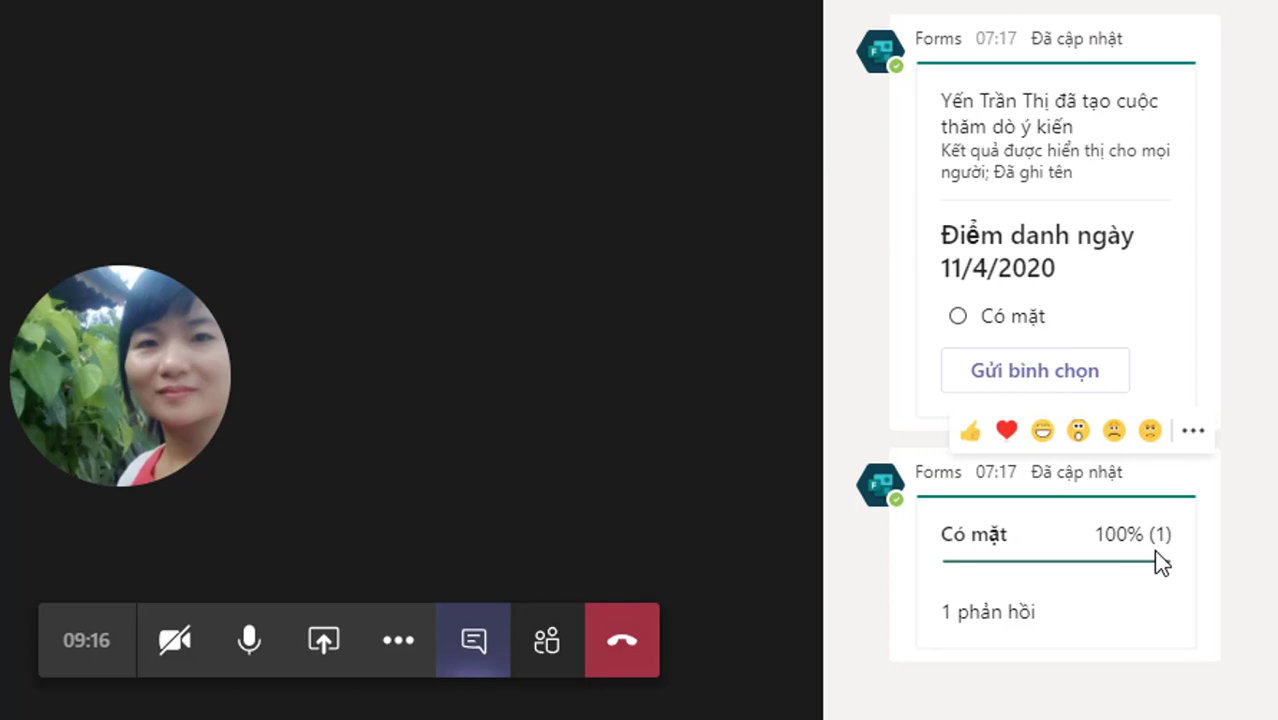 Forms 07:17 Đã cập nhật
Yến Trần Thị đã tạo cuộc
thăm dò ý kiến
Kết quả được hiển thị cho mọi
người; Đã ghi tên
Điểm danh ngày
11/4/2020
Có mặt
Gửi bình chọn
Forms 07:17 Đã cập nhật
Có mặt 100% (1)
1 phản hồi
09:16